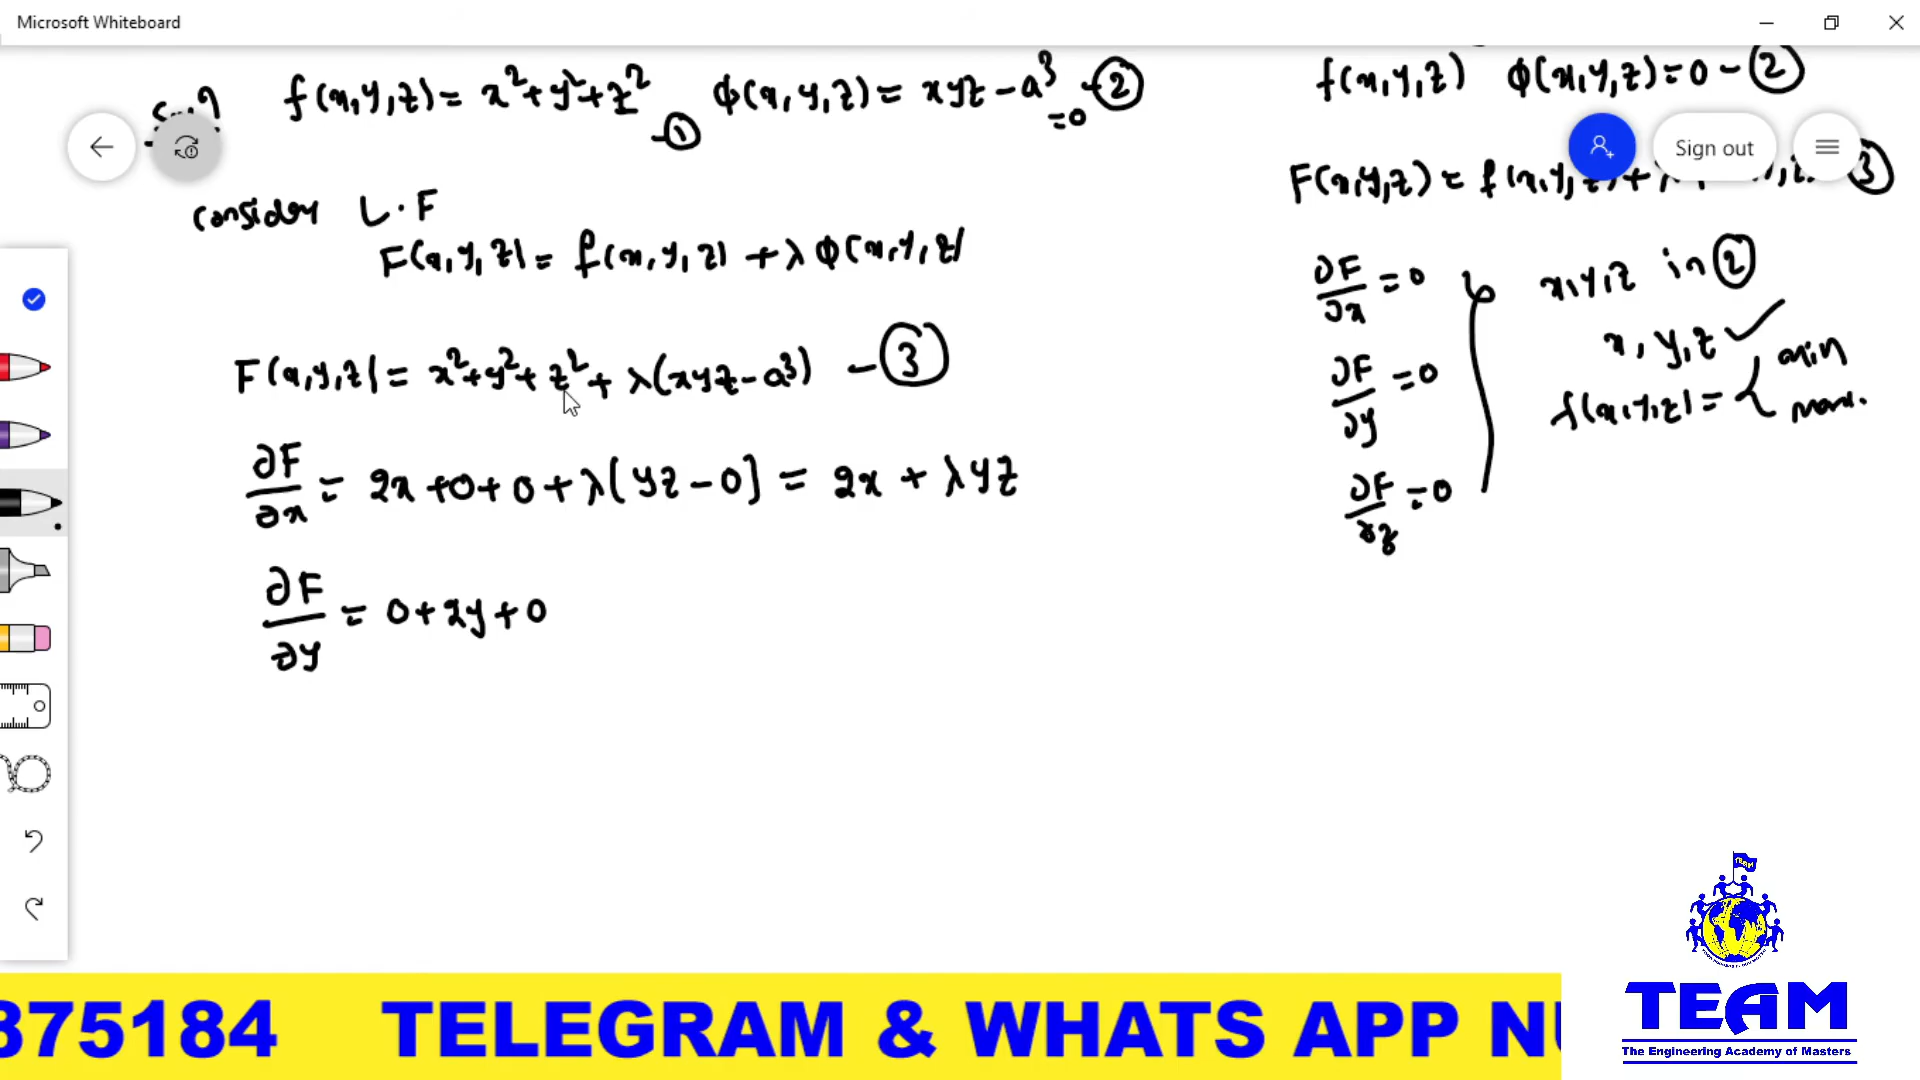 Microsoft Whiteboard
f(x,y,z) = x²+y²+z² -① φ(x,y,z) = xyz - a³ =0 -②
consider L.F
F(x,y,z) = f(x,y,z) + λ φ(x,y,z)
F(x,y,z) = x²+y²+z²+ λ(xyz-a³) -③
∂F/∂x = 2x+0+0+λ(yz-0) = 2x + λyz
∂F/∂y = 0+2y+0
f(x,y,z) φ(x,y,z)=0 -②
Sign out
F(x,y,z) = f(x,y,z)+ ③
∂F/∂x =0
∂F/∂y =0
∂F/∂z =0
x,y,z in ②
x,y,z ✓
f(x,y,z) = { min
max.
TEAM
The Engineering Academy of Masters
875184 TELEGRAM & WHATS APP NU